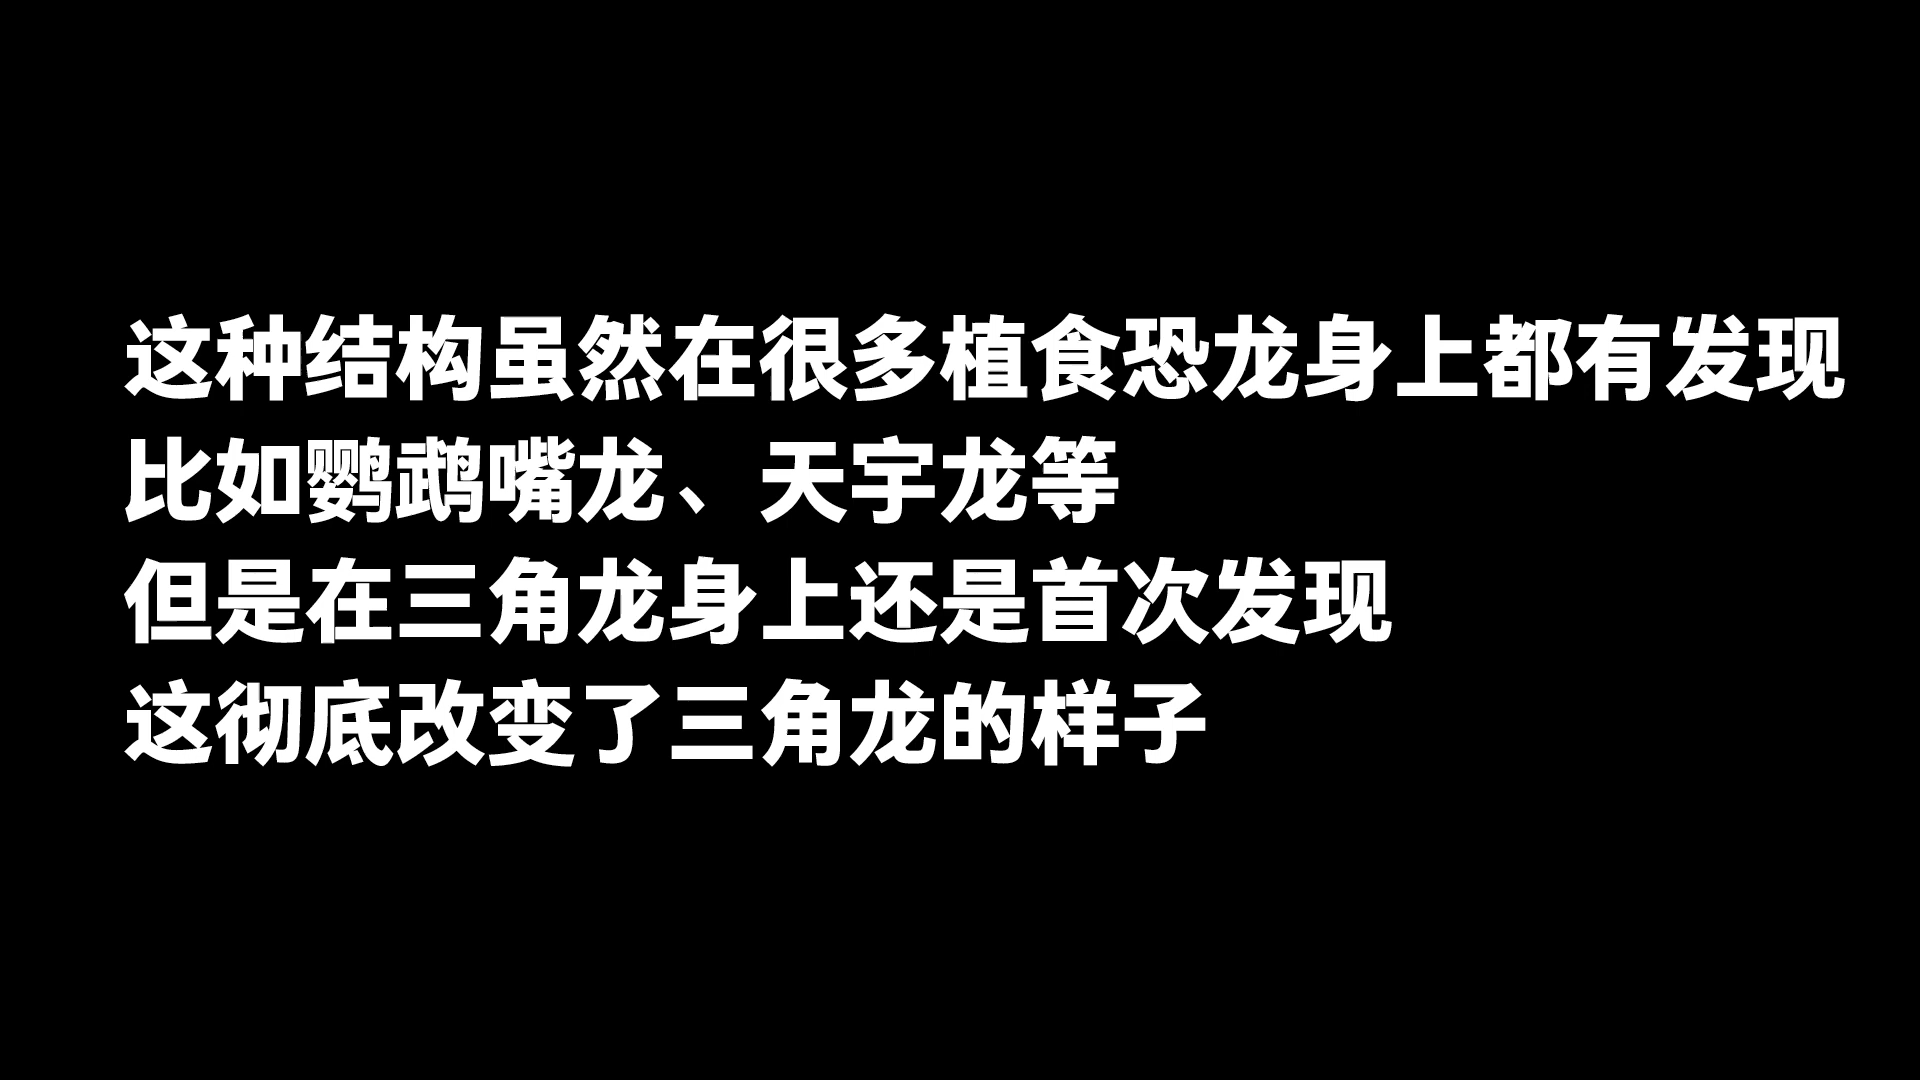 这种结构虽然在很多植食恐龙身上都有发现
比如鹦鹉嘴龙、天宇龙等
但是在三角龙身上还是首次发现
这彻底改变了三角龙的样子